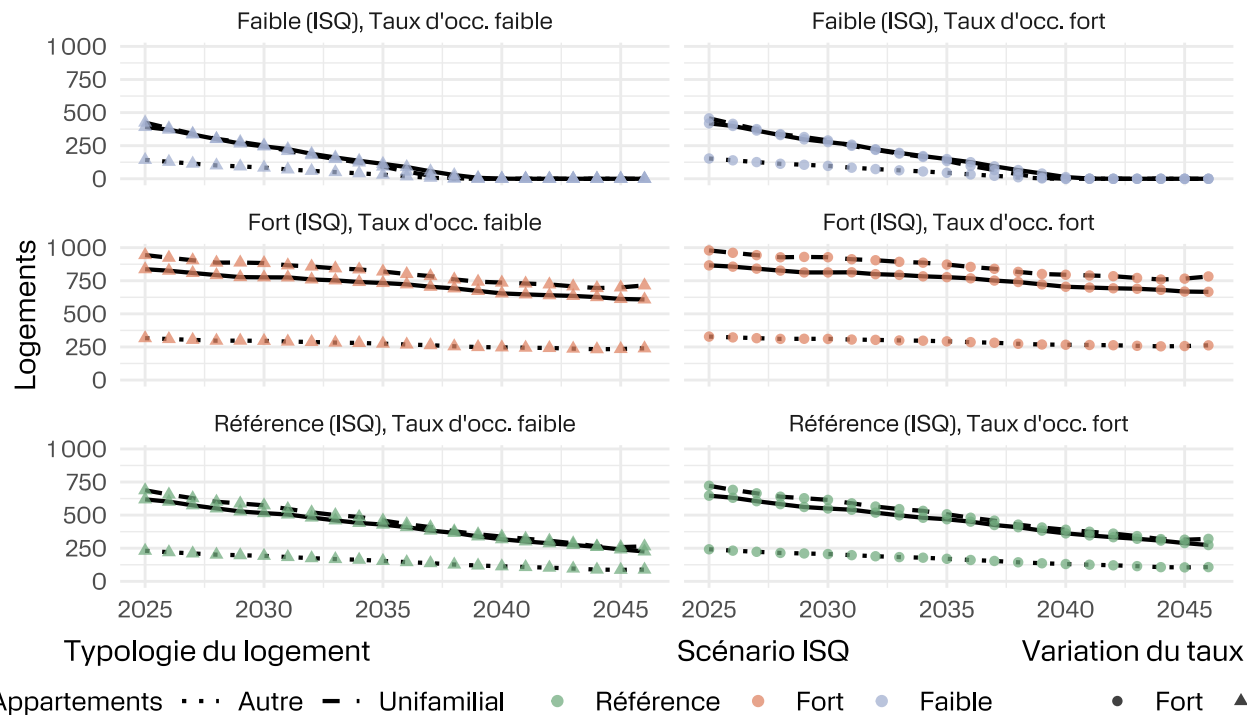 Faible (ISQ), Taux d'occ. faible Faible (ISQ), Taux d'occ. fort
1 000
750
500
250
0
Fort (ISQ), Taux d'occ. faible Fort (ISQ), Taux d'occ. fort
Logements
1 000
750
500
250
0
Référence (ISQ), Taux d'occ. faible Référence (ISQ), Taux d'occ. fort
1 000
750
500
250
0
2025 2030 2035 2040 2045 2025 2030 2035 2040 2045
Typologie du logement Scénario ISQ Variation du taux
Appartements Autre Unifamilial Référence Fort Faible Fort